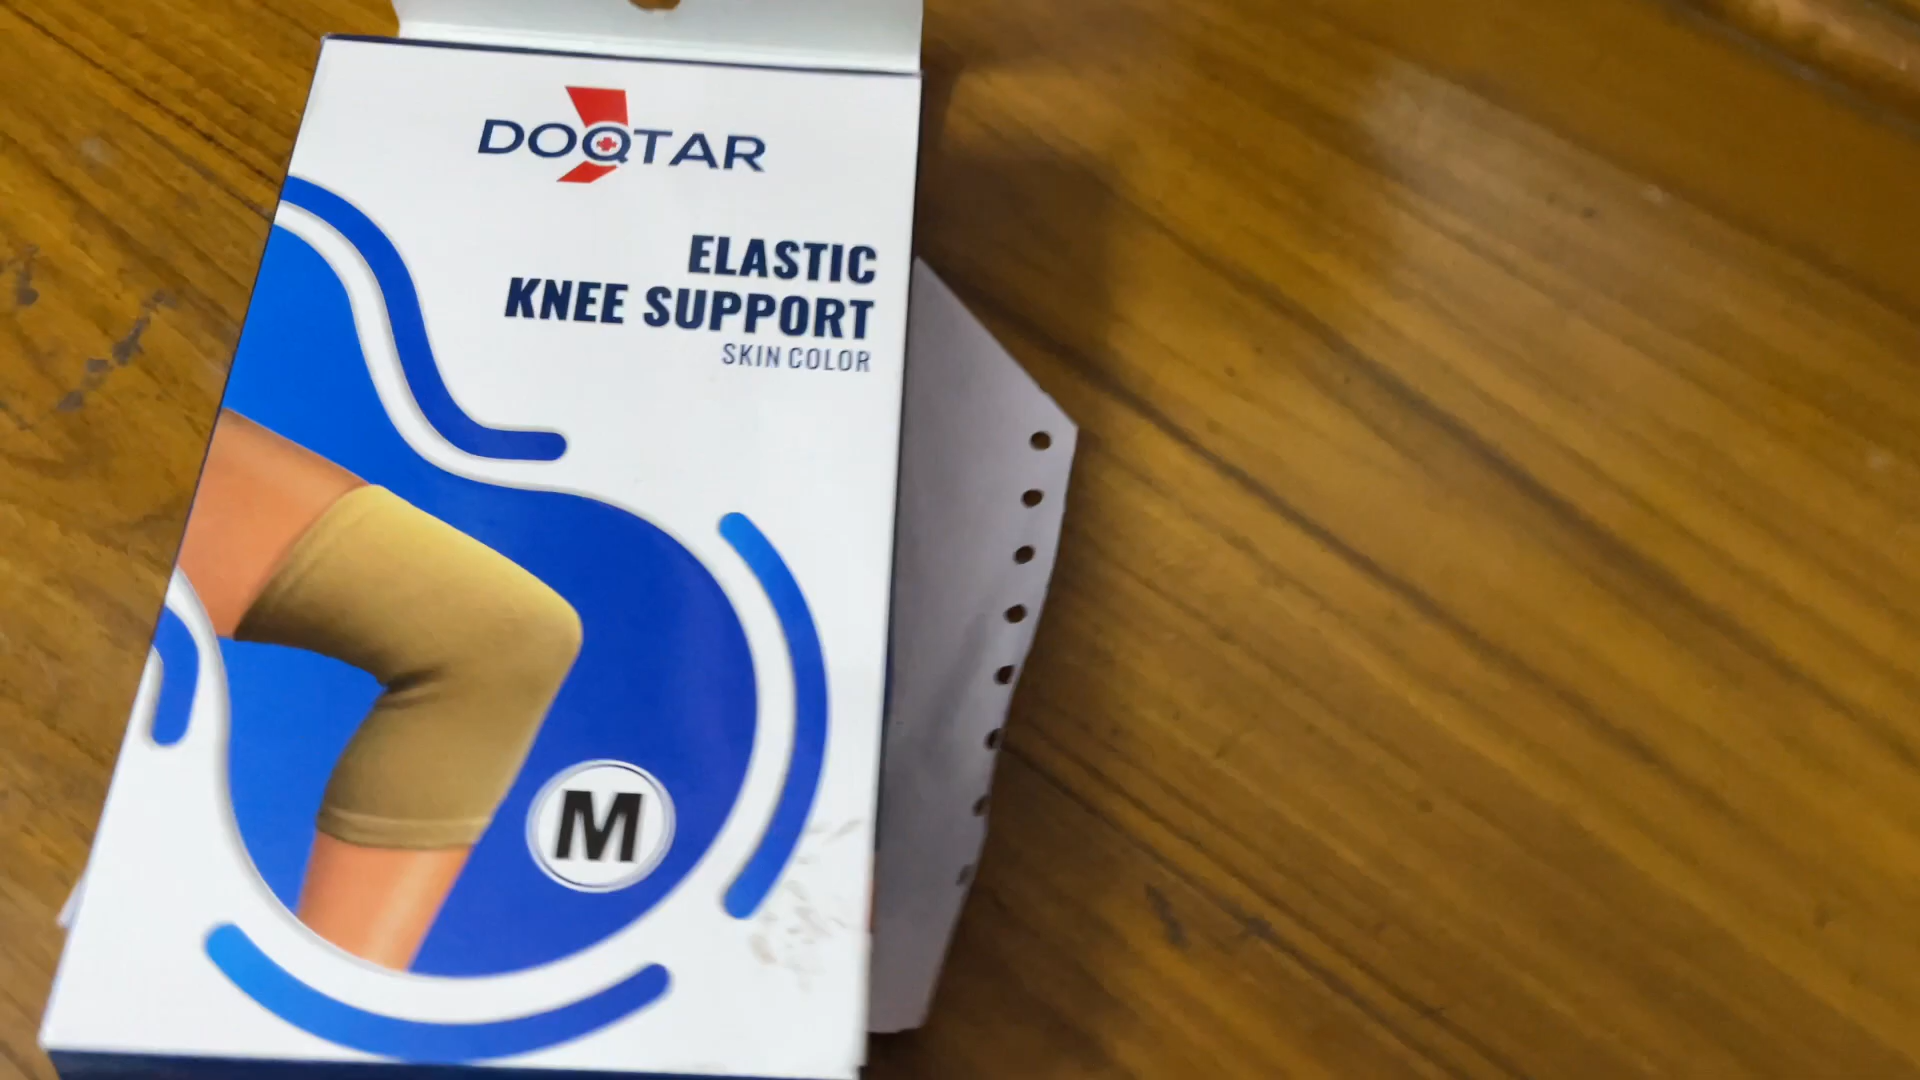 DOQTAR
ELASTIC
KNEE SUPPORT
SKIN COLOR
M